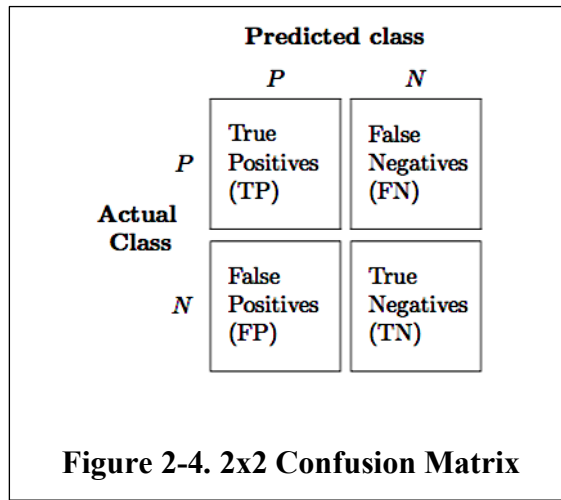 Predicted class
P N
True Positives (TP)
False Negatives (FN)
P
Actual Class
False Positives (FP)
True Negatives (TN)
N
Figure 2-4. 2x2 Confusion Matrix